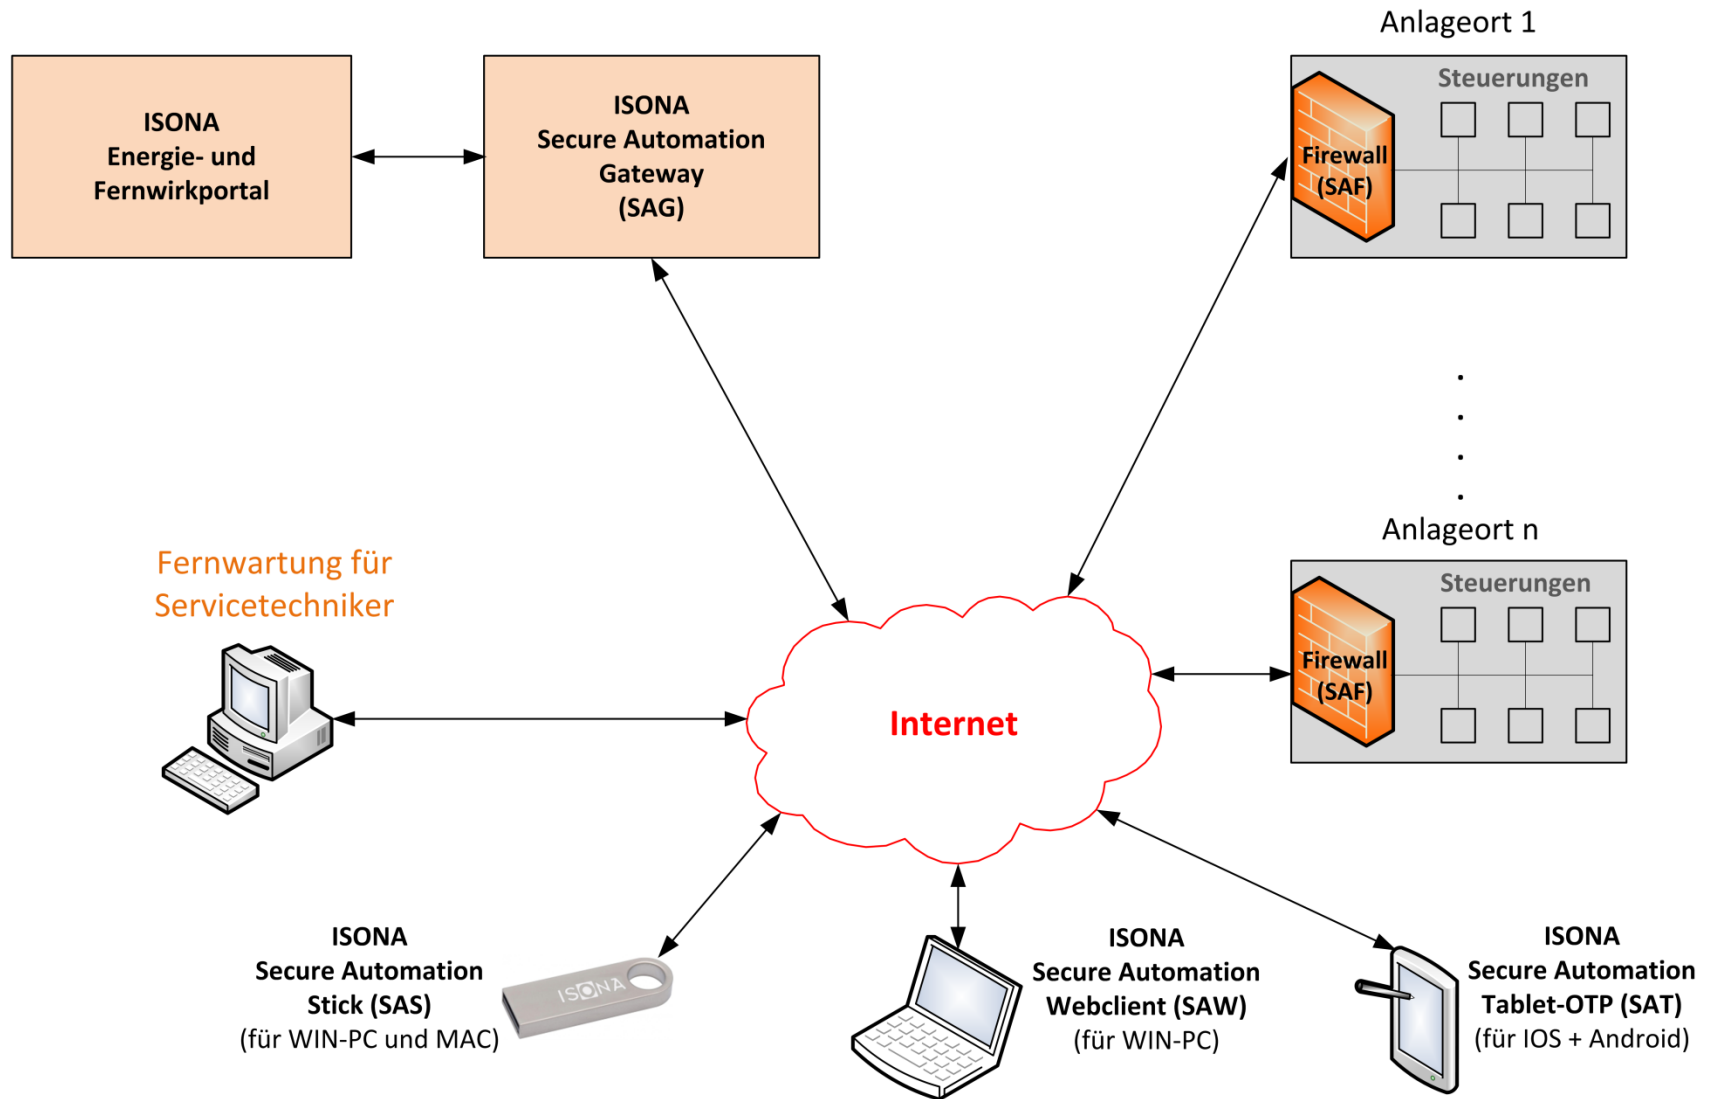 Anlageort 1
ISONA
Energie- und
Fernwirkportal
ISONA
Secure Automation
Gateway
(SAG)
Steuerungen
Firewall
(SAF)
.
.
.
.
Anlageort n
Steuerungen
Firewall
(SAF)
Fernwartung für
Servicetechniker
Internet
ISONA
Secure Automation
Stick (SAS)
(für WIN-PC und MAC)
ISONA
ISONA
Secure Automation
Webclient (SAW)
(für WIN-PC)
ISONA
Secure Automation
Tablet-OTP (SAT)
(für IOS + Android)